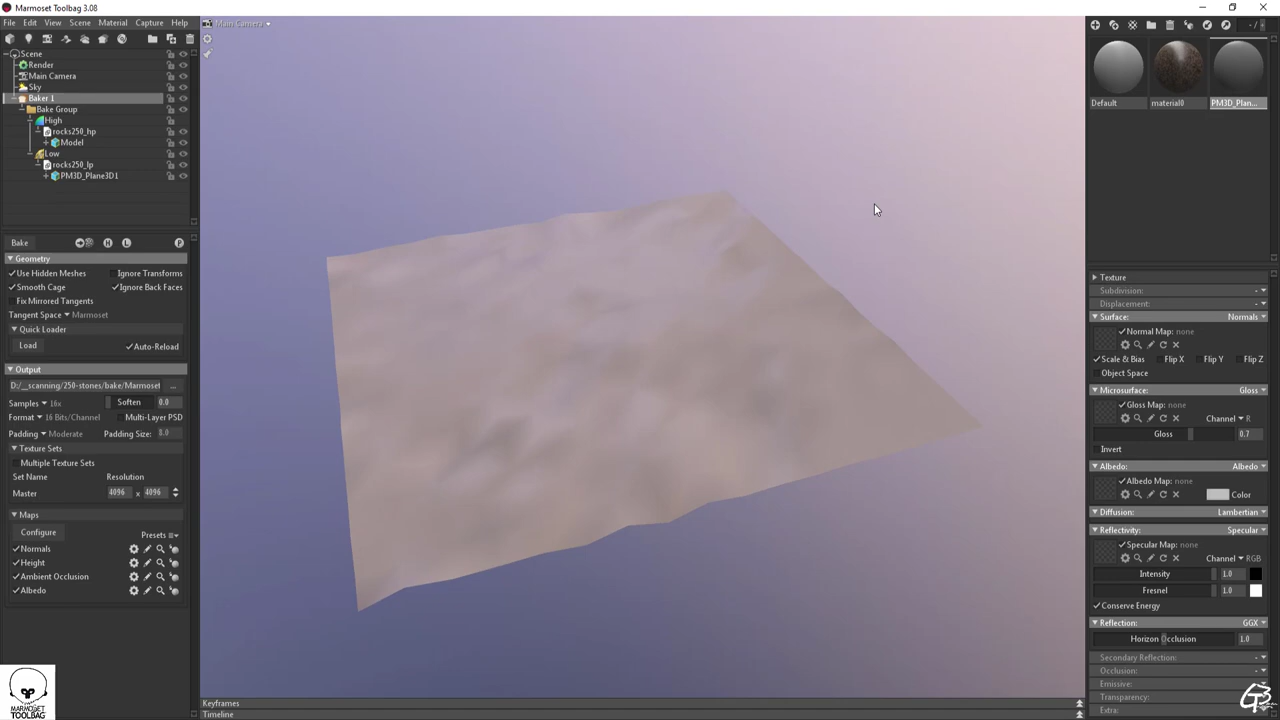 Marmoset Toolbag 3.08
File Edit View Scene Material Capture Help
Main Camera
Scene
Render
Main Camera
Sky
Baker 1
Bake Group
High
rocks250_hp
Model
Low
rocks250_lp
PM3D_Plane3D1
Bake H L P
Geometry
Use Hidden Meshes Ignore Transforms
Smooth Cage Ignore Back Faces
Fix Mirrored Tangents
Tangent Space Marmoset
Quick Loader
Load Auto-Reload
Output
D:/__scanning/250-stones/bake/Marmoset ...
Samples 16x Soften 0.0
Format 16 Bits/Channel Multi-Layer PSD
Padding Moderate Padding Size: 8.0
Texture Sets
Multiple Texture Sets
Set Name Resolution
Master 4096 x 4096
Maps
Configure Presets
Normals
Height
Ambient Occlusion
Albedo
MARMOSET
TOOLBAG
Keyframes
Timeline
- /
Default material0 PM3D_Plan...
Texture
Subdivision: -
Displacement: -
Surface: Normals
Normal Map: none
Scale & Bias Flip X Flip Y Flip Z
Object Space
Microsurface: Gloss
Gloss Map: none
Channel R
Gloss 0.7
Invert
Albedo: Albedo
Albedo Map: none
Color
Diffusion: Lambertian
Reflectivity: Specular
Specular Map: none
Channel RGB
Intensity 1.0
Fresnel 1.0
Conserve Energy
Reflection: GGX
Horizon Occlusion 1.0
Secondary Reflection: -
Occlusion: -
Emissive: -
Transparency:
Extra: